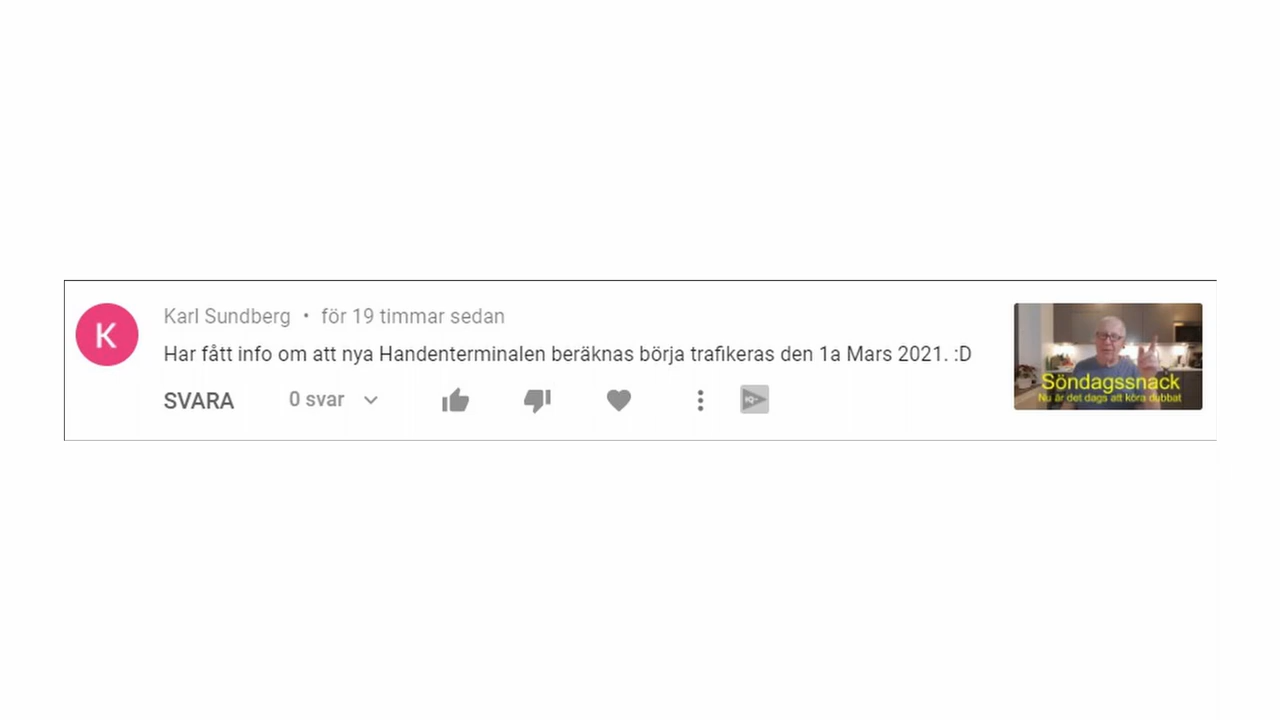 K
Karl Sundberg • för 19 timmar sedan
Har fått info om att nya Handenterminalen beräknas börja trafikeras den 1a Mars 2021. :D
SVARA 0 svar
IQ
Söndagssnack
Nu är det dags att köra dubbat